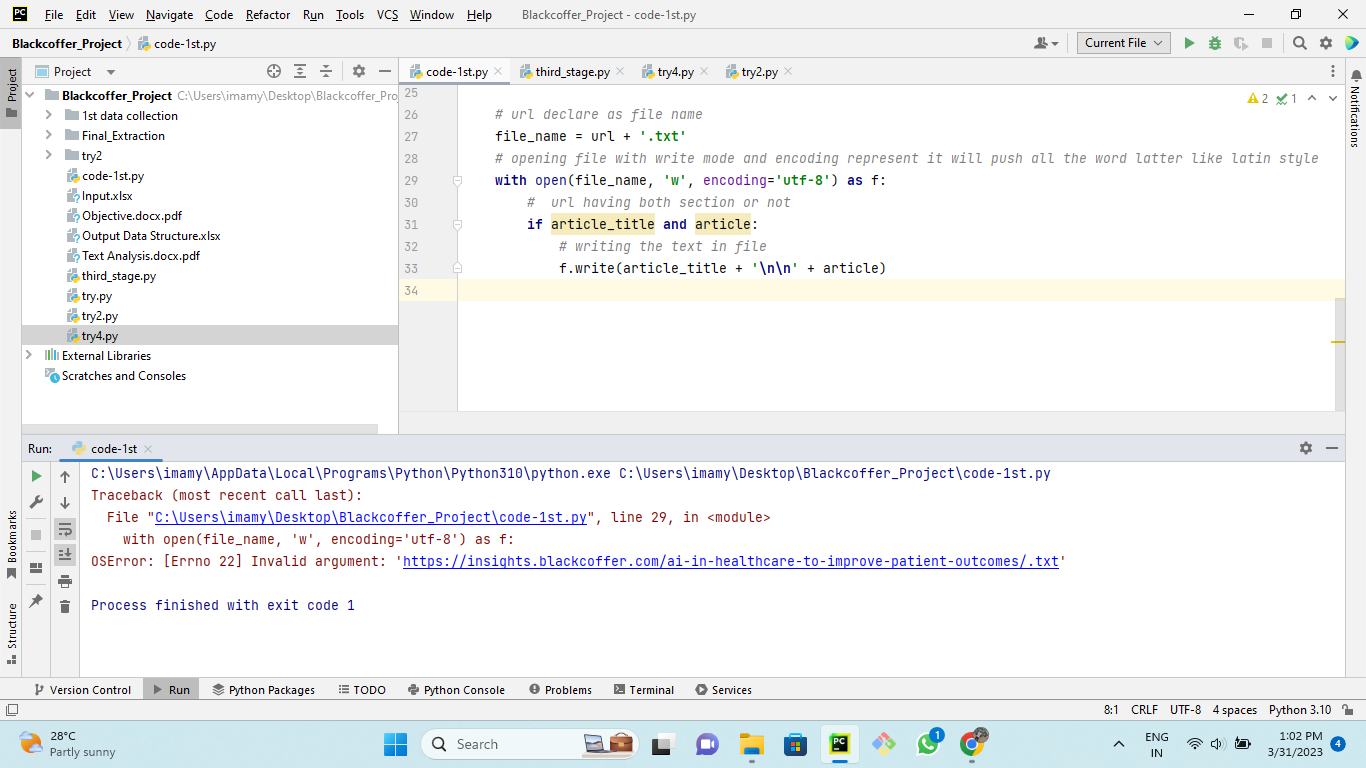 PC File Edit View Navigate Code Refactor Run Tools VCS Window Help Blackcoffer_Project - code-1st.py
Blackcoffer_Project code-1st.py Current File
Project Project code-1st.py third_stage.py try4.py try2.py
Blackcoffer_Project C:\Users\imamy\Desktop\Blackcoffer_Pro
1st data collection
Final_Extraction
try2
code-1st.py
Input.xlsx
Objective.docx.pdf
Output Data Structure.xlsx
Text Analysis.docx.pdf
third_stage.py
try.py
try2.py
try4.py
External Libraries
Scratches and Consoles
25
2 1
26 # url declare as file name
27 file_name = url + '.txt'
28 # opening file with write mode and encoding represent it will push all the word latter like latin style
29 with open(file_name, 'w', encoding='utf-8') as f:
30 #  url having both section or not
31 if article_title and article:
32 # writing the text in file
33 f.write(article_title + '\n\n' + article)
34
Notifications
Run: code-1st
C:\Users\imamy\AppData\Local\Programs\Python\Python310\python.exe C:\Users\imamy\Desktop\Blackcoffer_Project\code-1st.py
Traceback (most recent call last):
File "C:\Users\imamy\Desktop\Blackcoffer_Project\code-1st.py", line 29, in <module>
with open(file_name, 'w', encoding='utf-8') as f:
OSError: [Errno 22] Invalid argument: 'https://insights.blackcoffer.com/ai-in-healthcare-to-improve-patient-outcomes/.txt'
Process finished with exit code 1
Bookmarks
Structure
Version Control Run Python Packages TODO Python Console Problems Terminal Services
8:1 CRLF UTF-8 4 spaces Python 3.10
28°C
Partly sunny
Search
PC
1
ENG
IN
1:02 PM
3/31/2023
4